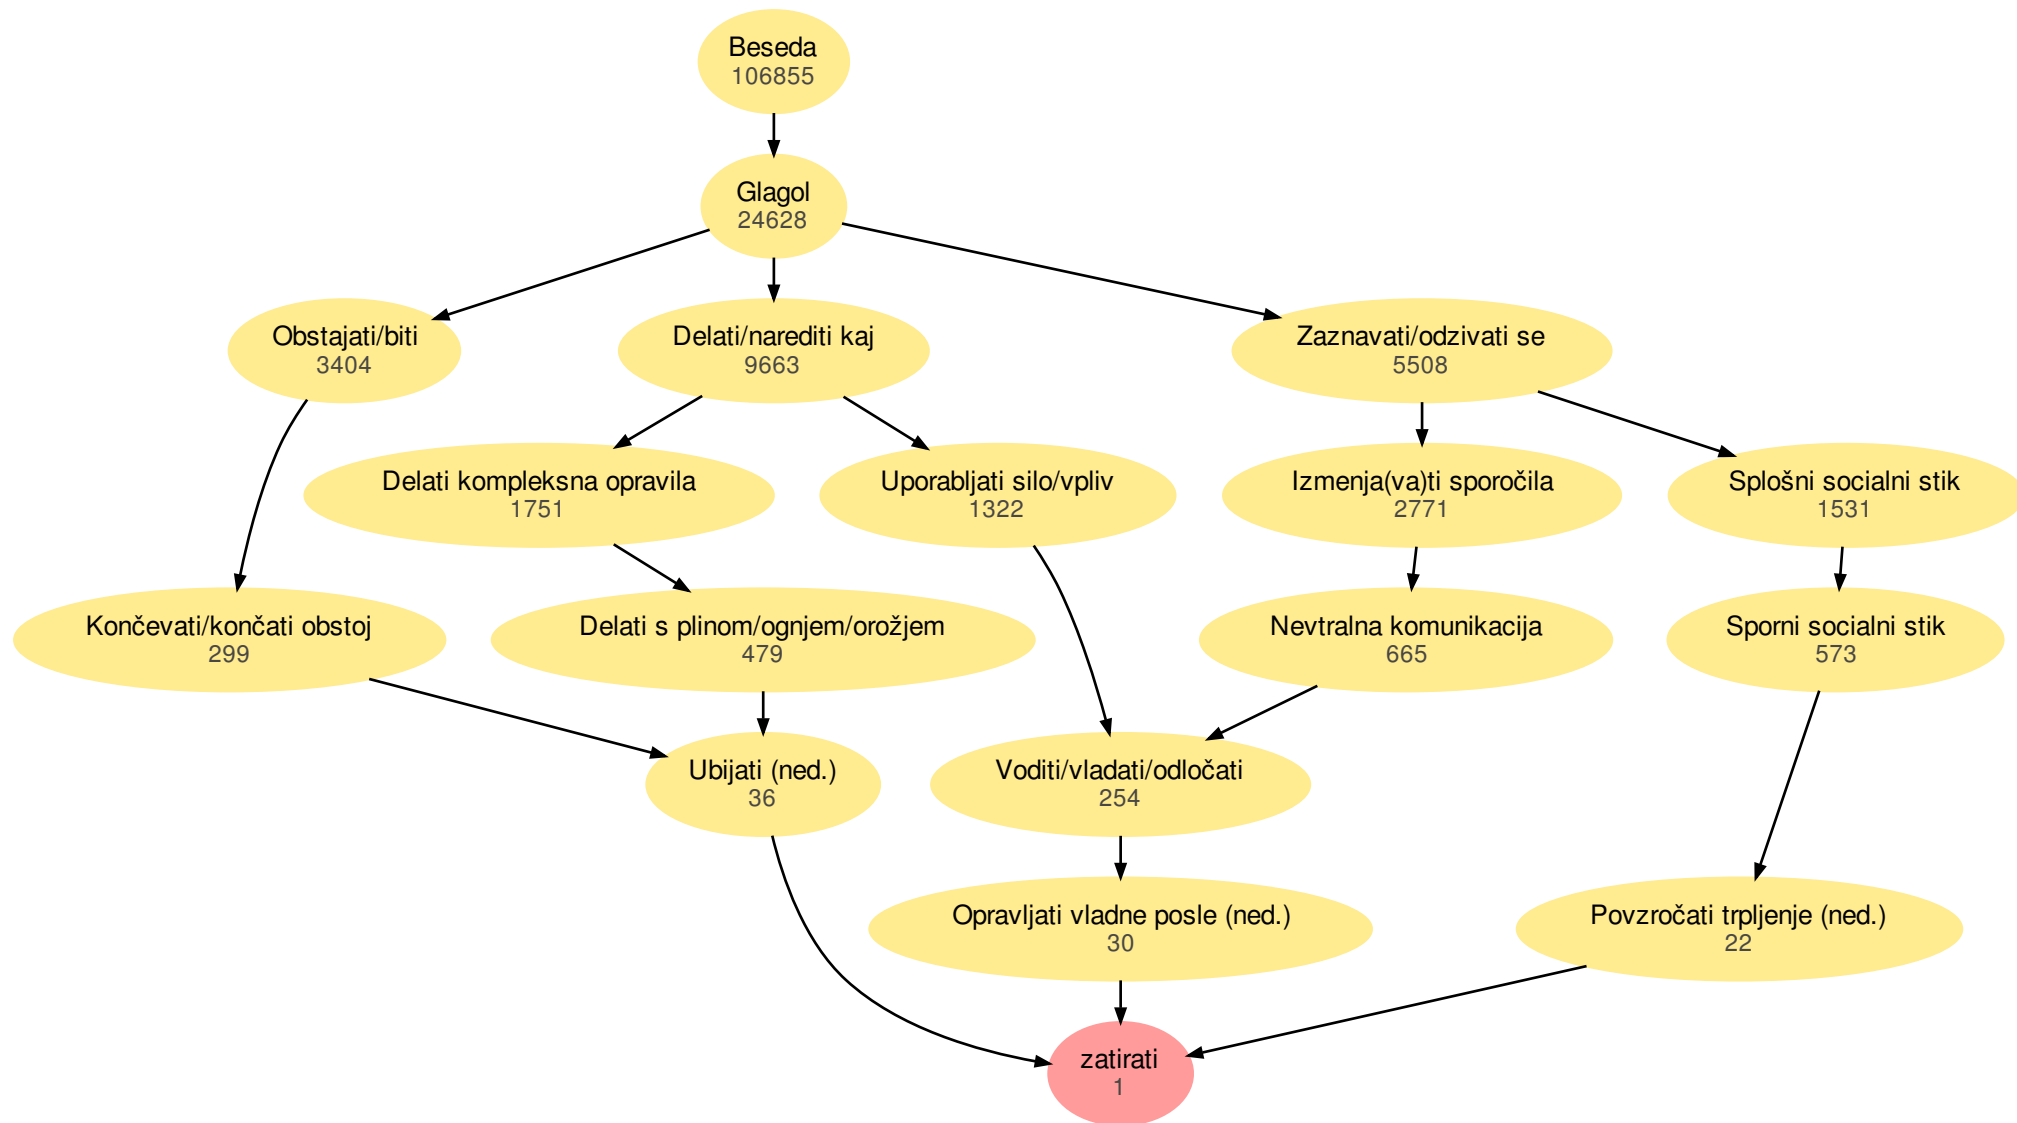 Beseda
106855
Glagol
24628
Obstajati/biti
3404
Delati/narediti kaj
9663
Zaznavati/odzivati se
5508
Delati kompleksna opravila
1751
Uporabljati silo/vpliv
1322
Izmenja(va)ti sporočila
2771
Splošni socialni stik
1531
Končevati/končati obstoj
299
Delati s plinom/ognjem/orožjem
479
Nevtralna komunikacija
665
Sporni socialni stik
573
Ubijati (ned.)
36
Voditi/vladati/odločati
254
Opravljati vladne posle (ned.)
30
Povzročati trpljenje (ned.)
22
zatirati
1